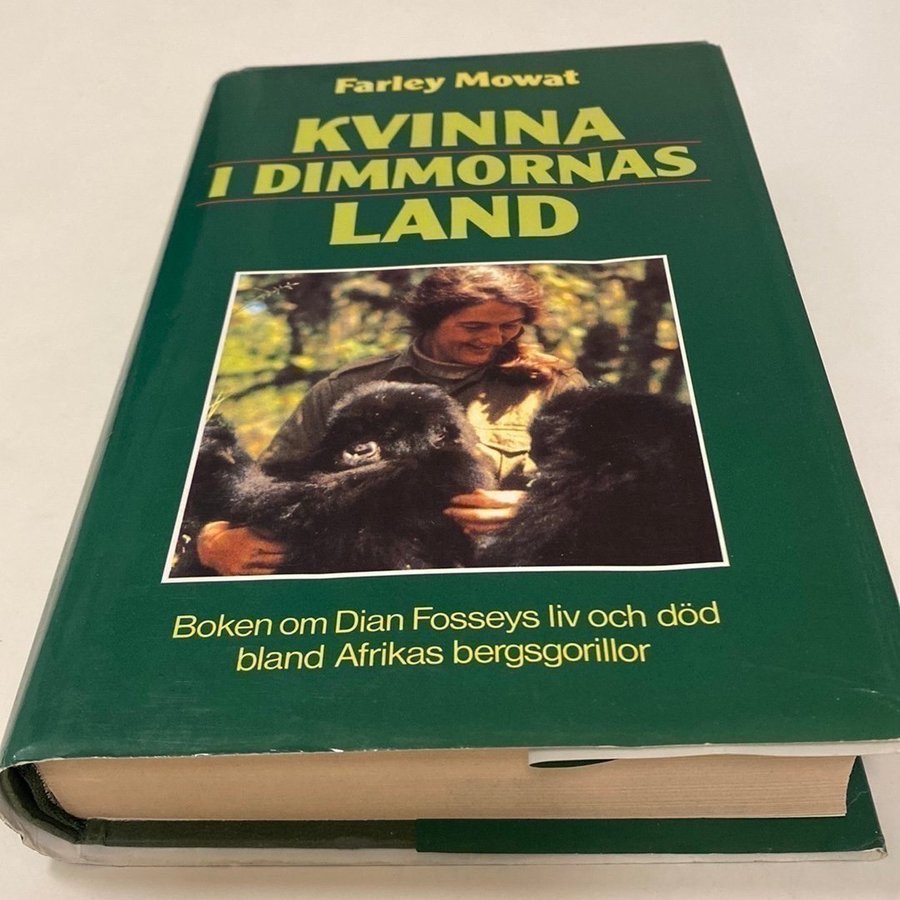 Farley Mowat
KVINNA
I DIMMORNAS
LAND
Boken om Dian Fosseys liv och död
bland Afrikas bergsgorillor